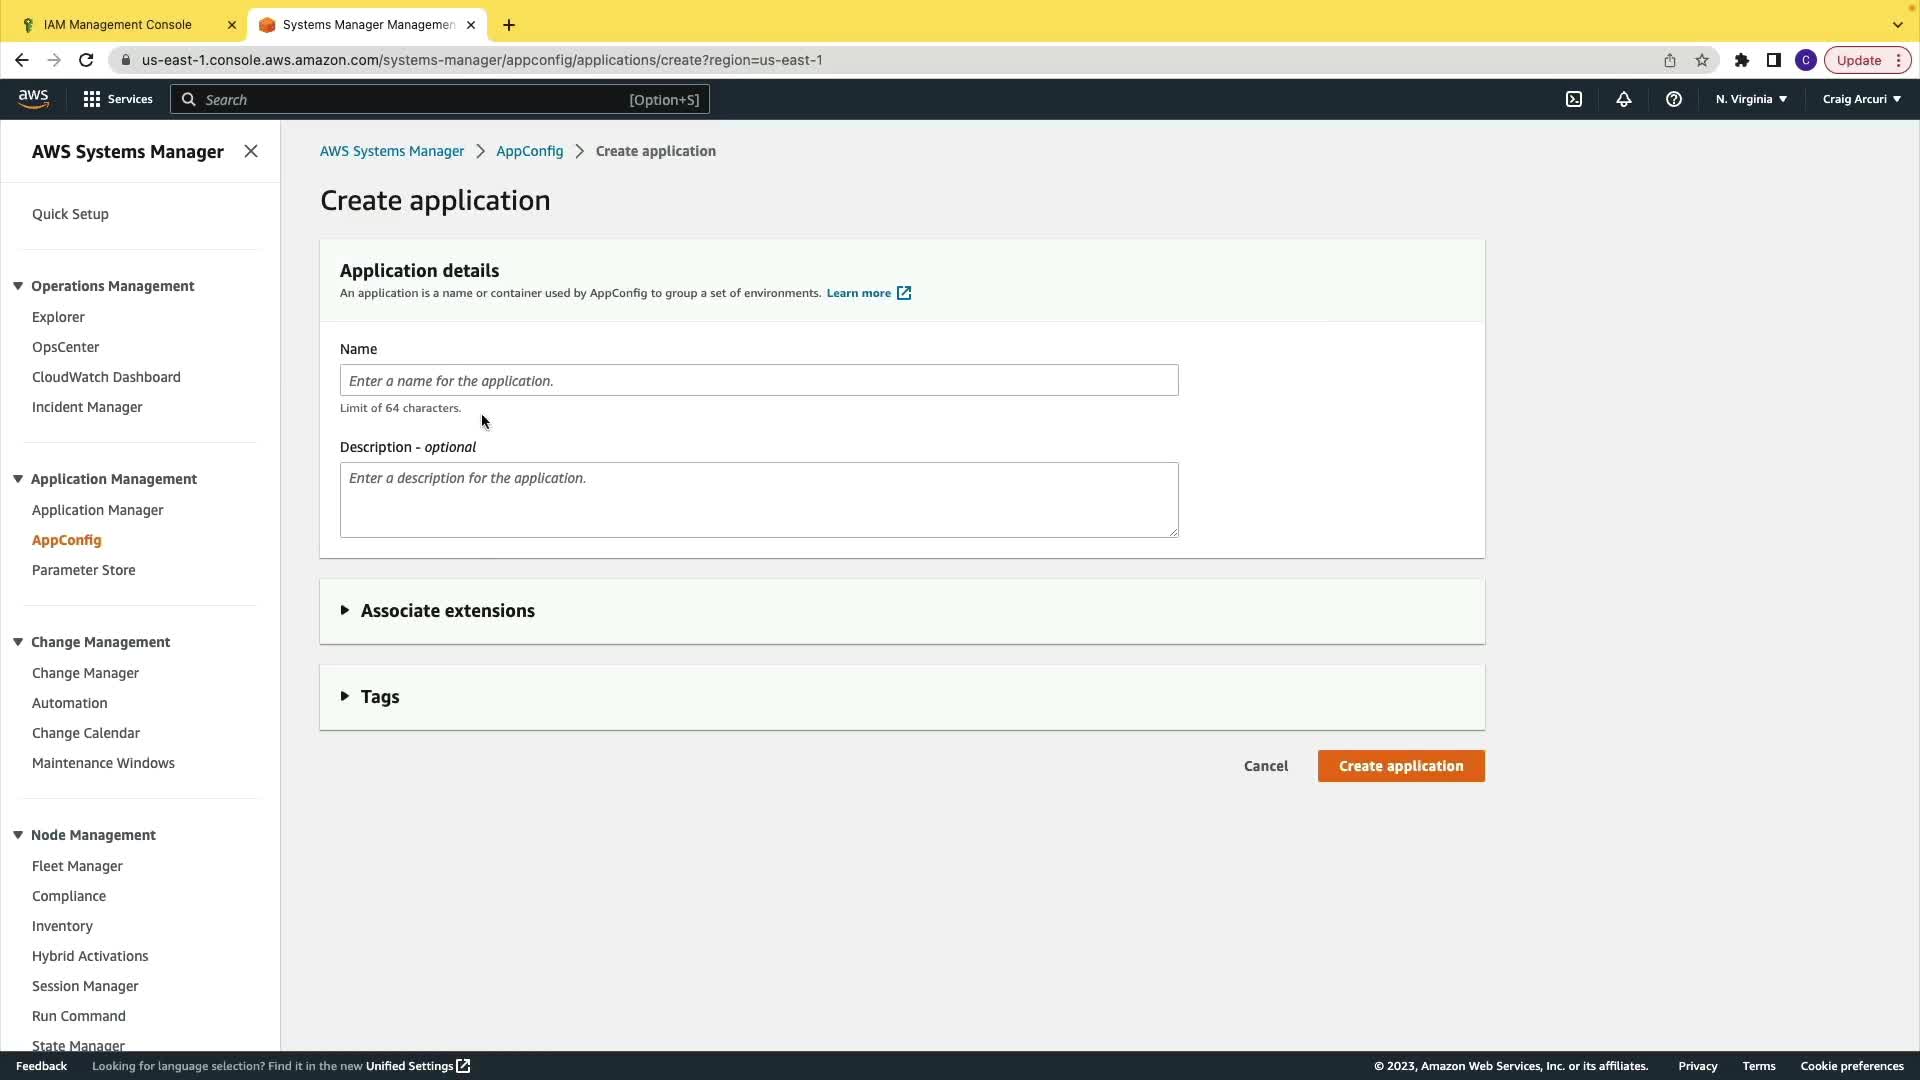 IAM Management Console
Systems Manager Managemen
us-east-1.console.aws.amazon.com/systems-manager/appconfig/applications/create?region=us-east-1
C
Update
aws
Services
Search
[Option+S]
N. Virginia
Craig Arcuri
AWS Systems Manager
Quick Setup
Operations Management
Explorer
OpsCenter
CloudWatch Dashboard
Incident Manager
Application Management
Application Manager
AppConfig
Parameter Store
Change Management
Change Manager
Automation
Change Calendar
Maintenance Windows
Node Management
Fleet Manager
Compliance
Inventory
Hybrid Activations
Session Manager
Run Command
State Manager
AWS Systems Manager > AppConfig > Create application
Create application
Application details
An application is a name or container used by AppConfig to group a set of environments. Learn more
Name
Enter a name for the application.
Limit of 64 characters.
Description - optional
Enter a description for the application.
Associate extensions
Tags
Cancel
Create application
Feedback
Looking for language selection? Find it in the new Unified Settings
© 2023, Amazon Web Services, Inc. or its affiliates.
Privacy
Terms
Cookie preferences